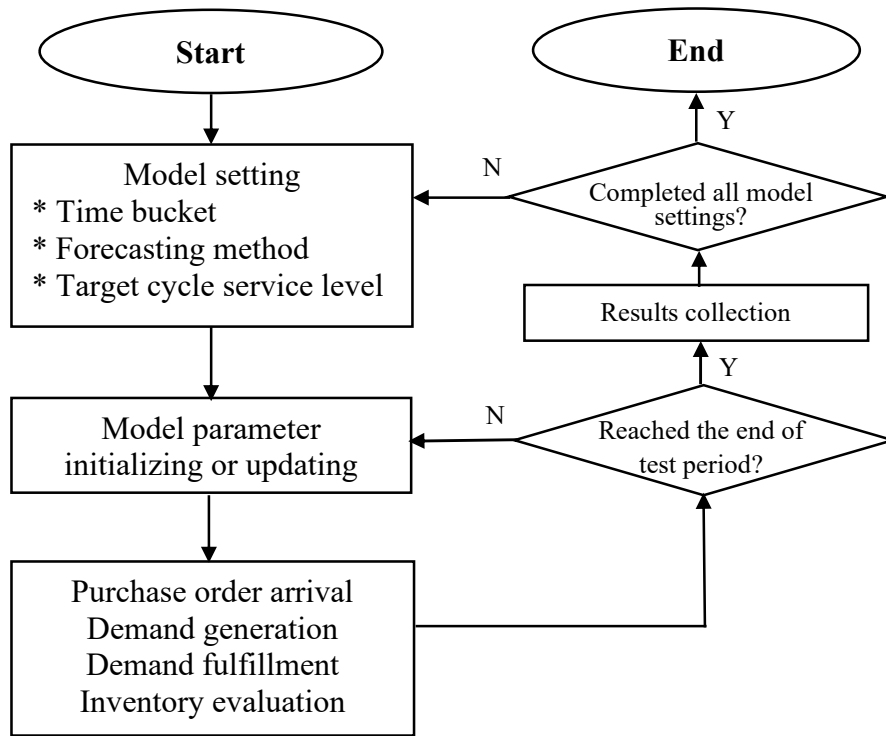 Start
Model setting
* Time bucket
* Forecasting method
* Target cycle service level
Model parameter
initializing or updating
Purchase order arrival
Demand generation
Demand fulfillment
Inventory evaluation
End
Y
N
Completed all model
settings?
Results collection
Y
N
Reached the end of
test period?